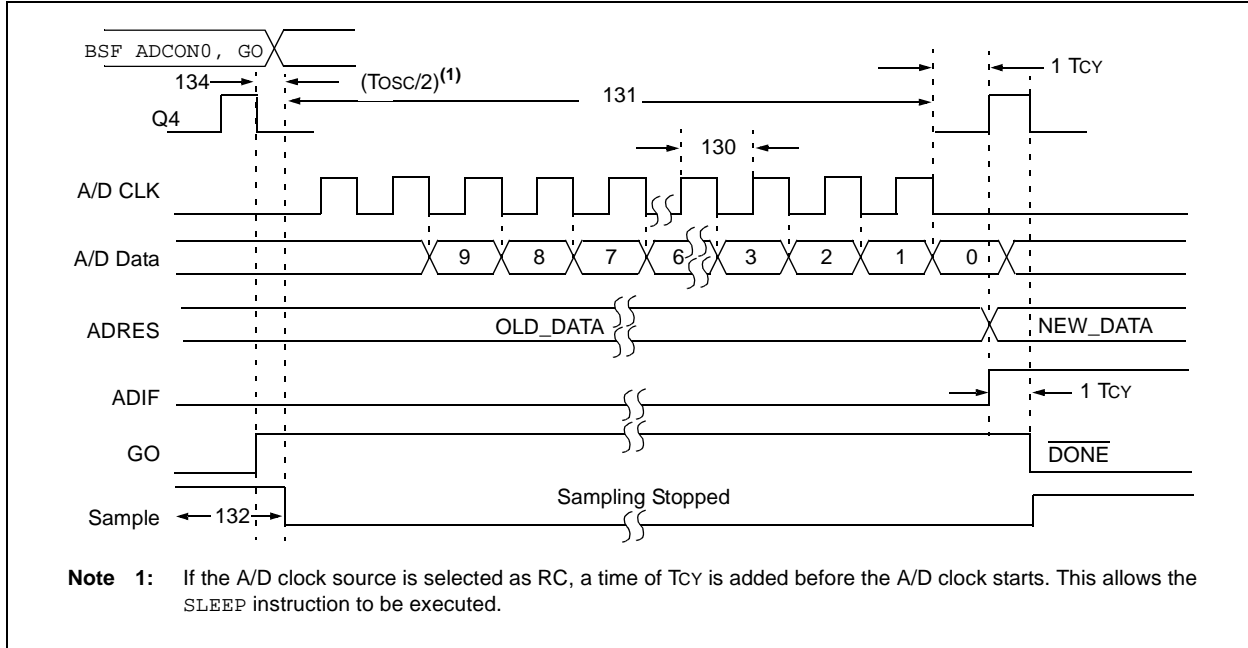 BSF ADCON0, GO
134 (TOSC/2)(1) 131 1 TCY
Q4
130
A/D CLK
A/D Data 9 8 7 6 3 2 1 0
ADRES OLD_DATA NEW_DATA
ADIF 1 TCY
GO DONE
Sampling Stopped
Sample 132
Note 1: If the A/D clock source is selected as RC, a time of TCY is added before the A/D clock starts. This allows the
SLEEP instruction to be executed.